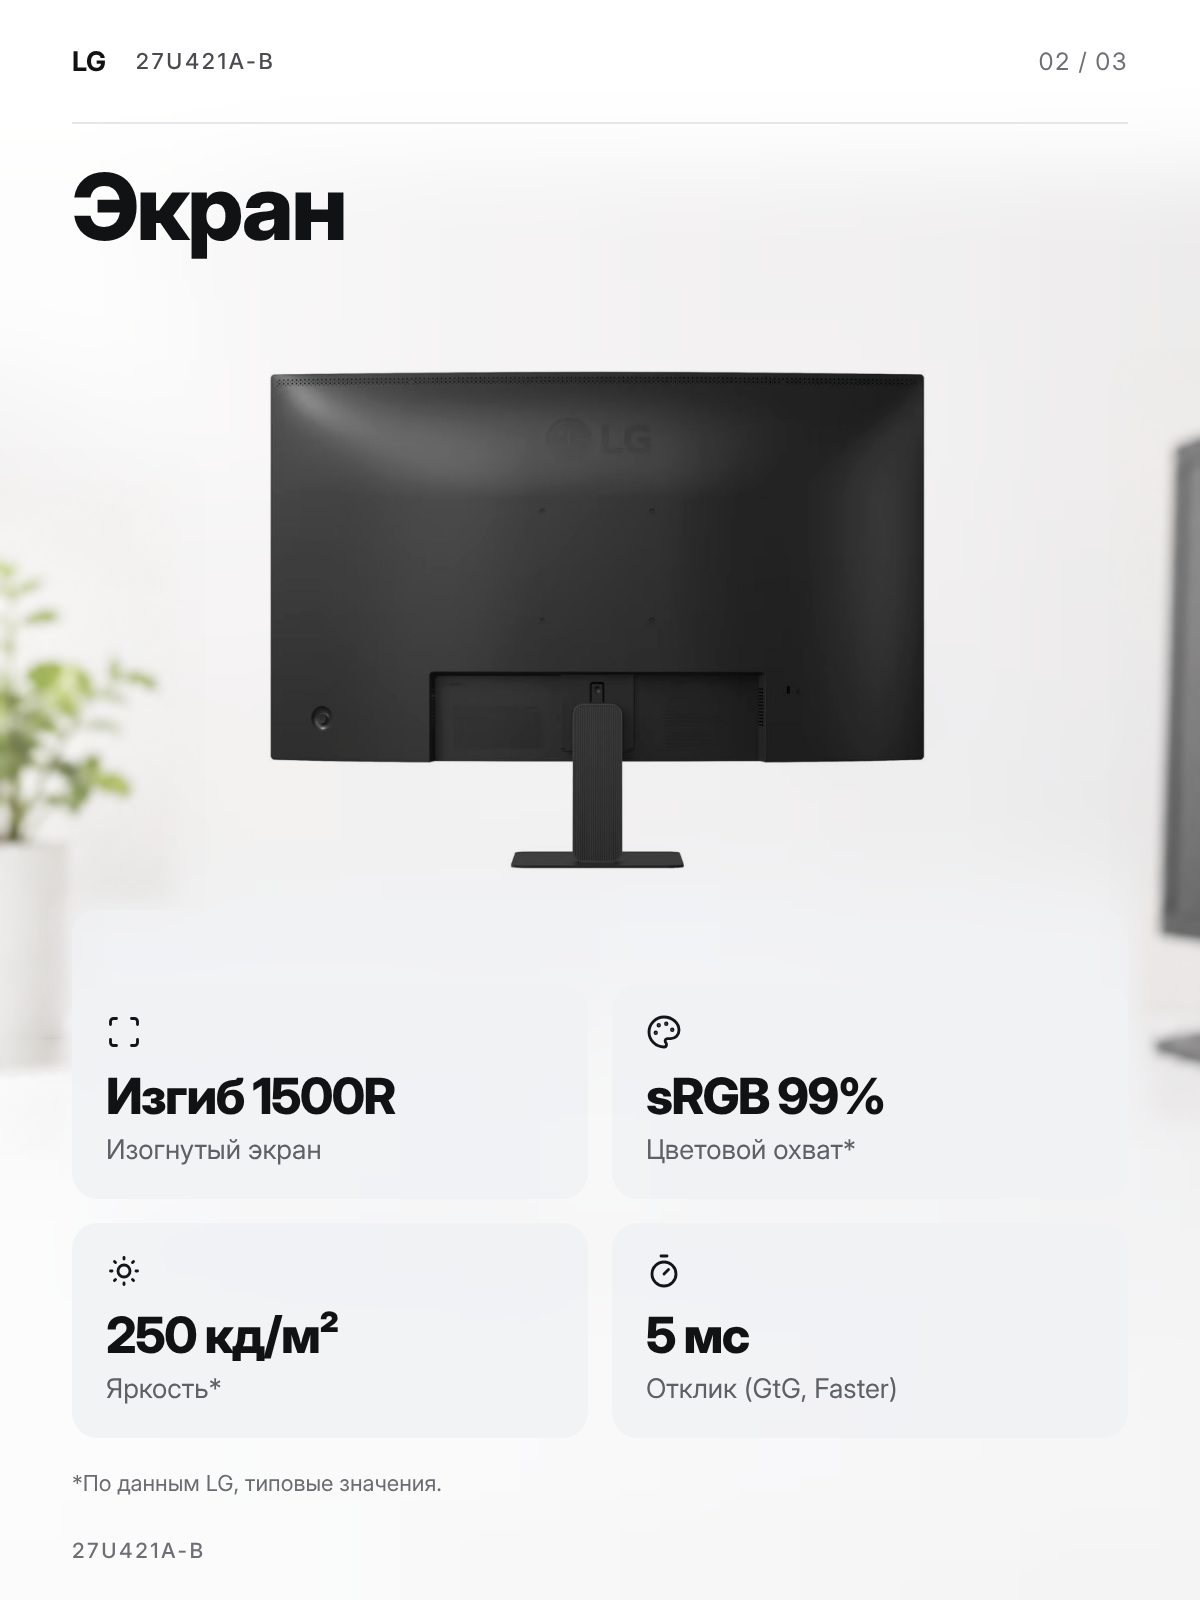 LG 27U421A-B 02 / 03
Экран
LG
Изгиб 1500R
Изогнутый экран
sRGB 99%
Цветовой охват*
250 кд/м²
Яркость*
5 мс
Отклик (GtG, Faster)
*По данным LG, типовые значения.
27U421A-B